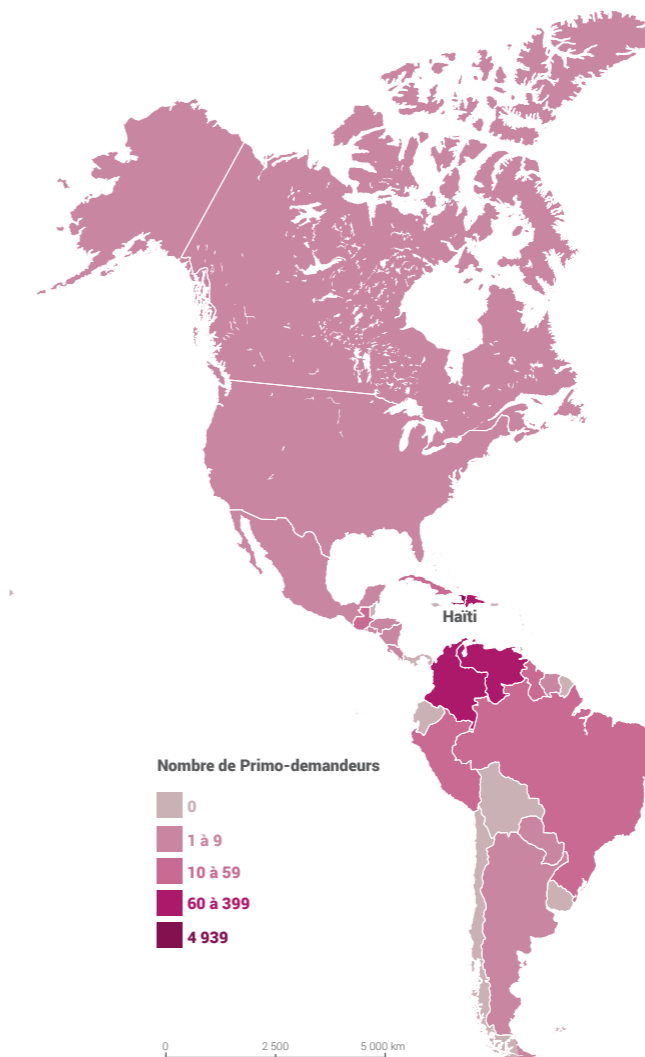 Haïti
Nombre de Primo-demandeurs
0
1 à 9
10 à 59
60 à 399
4 939
0 2 500 5 000 km